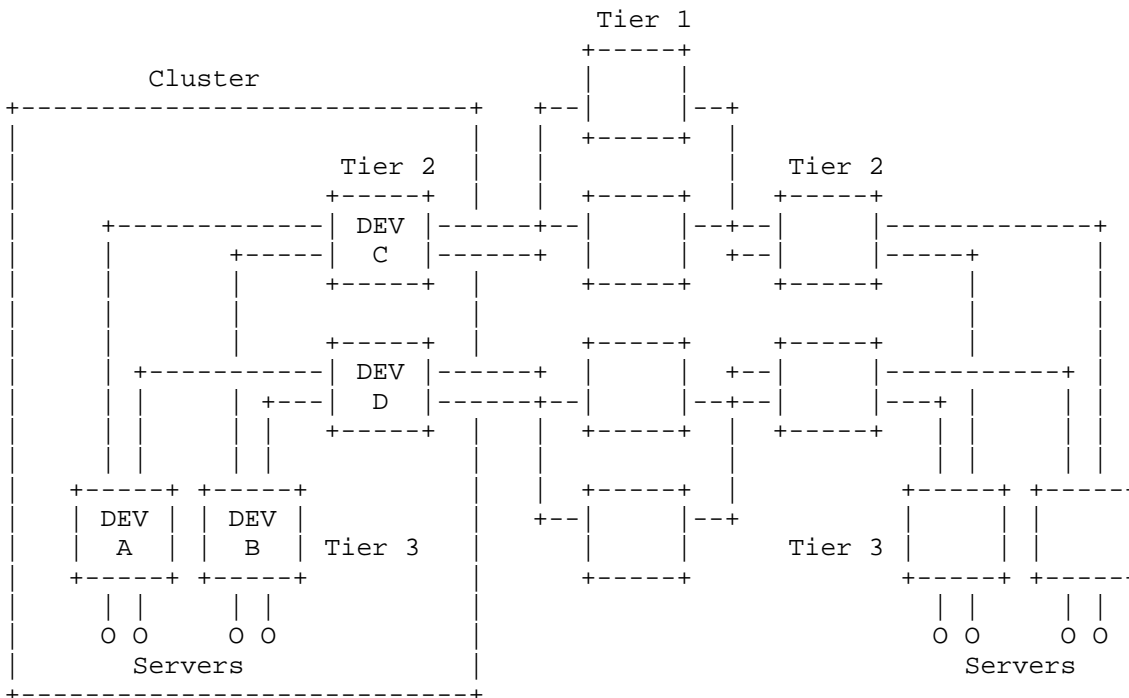 Tier 1
Cluster
Tier 2 Tier 2
DEV
C
DEV
D
DEV DEV
A B Tier 3 Tier 3
O O O O O O O O
Servers Servers